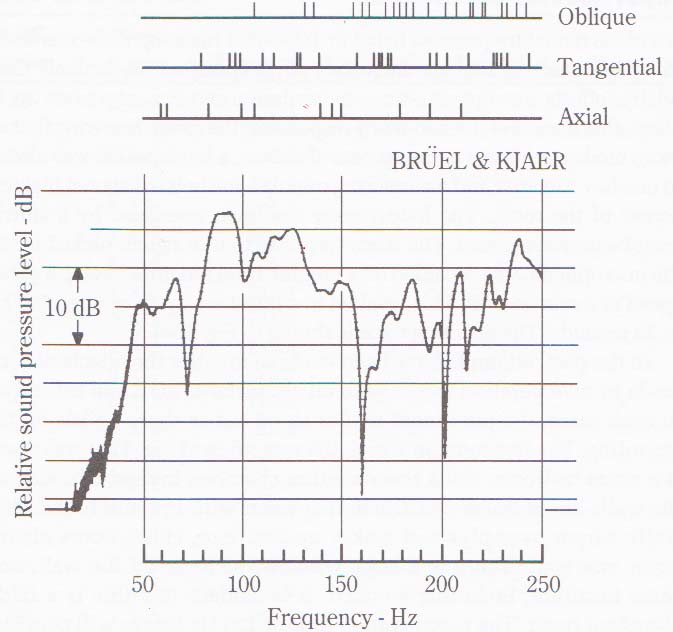 Oblique
Tangential
Axial
BRÜEL & KJAER
Relative sound pressure level - dB
10 dB
50 100 150 200 250
Frequency - Hz